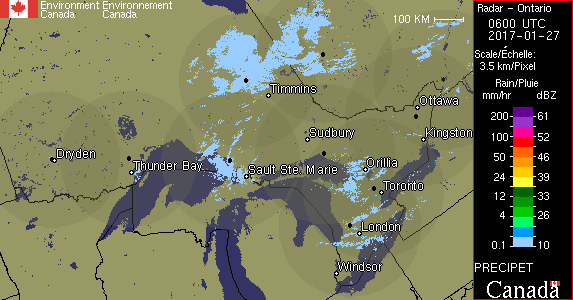 Environment Environnement
Canada Canada
100 KM
Timmins
Ottawa
Sudbury
Kingston
Dryden
Thunder Bay
Sault Ste. Marie
Orillia
Toronto
London
Windsor
Radar - Ontario
0600 UTC
2017-01-27
Scale/Échelle:
3.5 km/Pixel
Rain/Pluie
mm/hr dBZ
200 61
100 52
50 46
24 39
12 33
4 26
0.1 10
PRECIPET
Canada